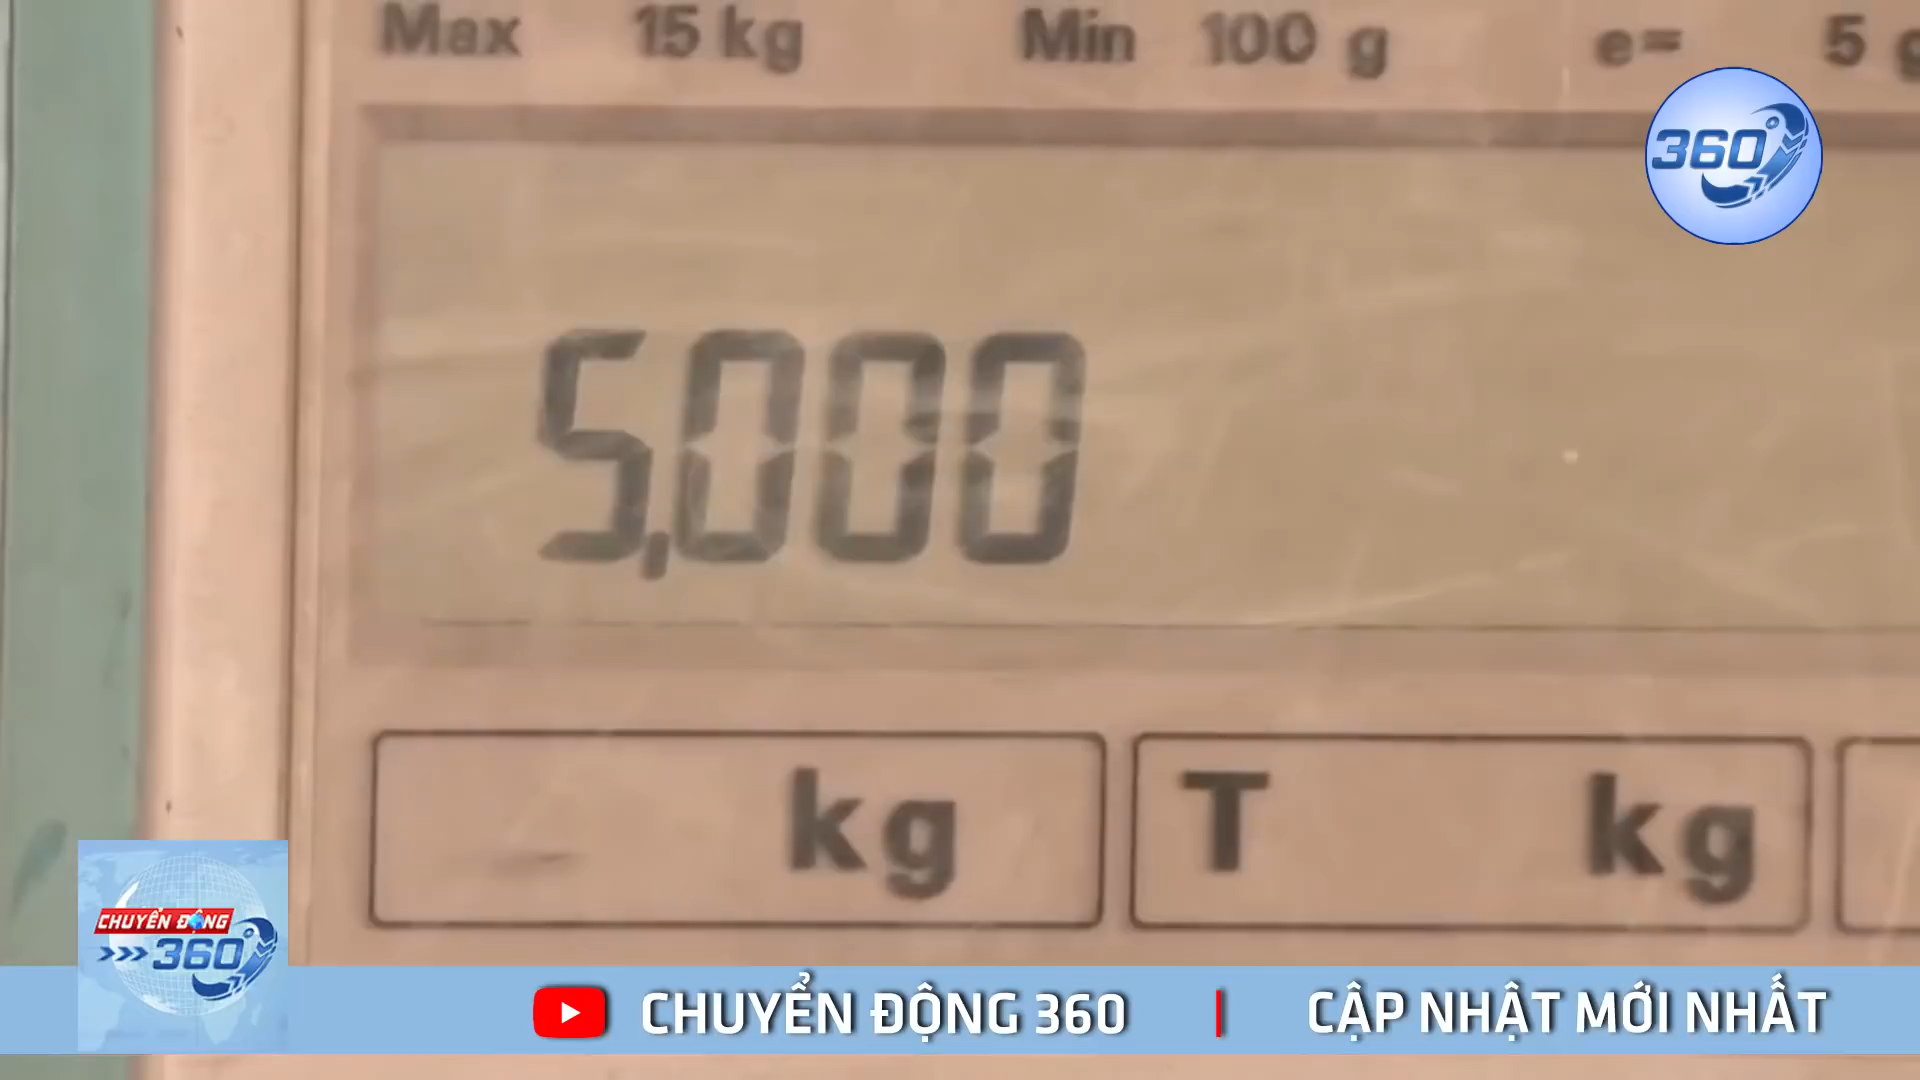 Max 15 kg Min 100 g e= 5 g
360°
5,000
kg T kg
CHUYỂN ĐỘNG
>>> 360°
CHUYỂN ĐỘNG 360 | CẬP NHẬT MỚI NHẤT